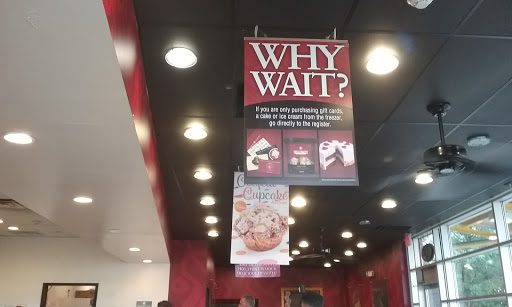 WHY
WAIT?
If you are only purchasing gift cards,
a cake or ice cream from the freezer,
go directly to the register.
Cupcake